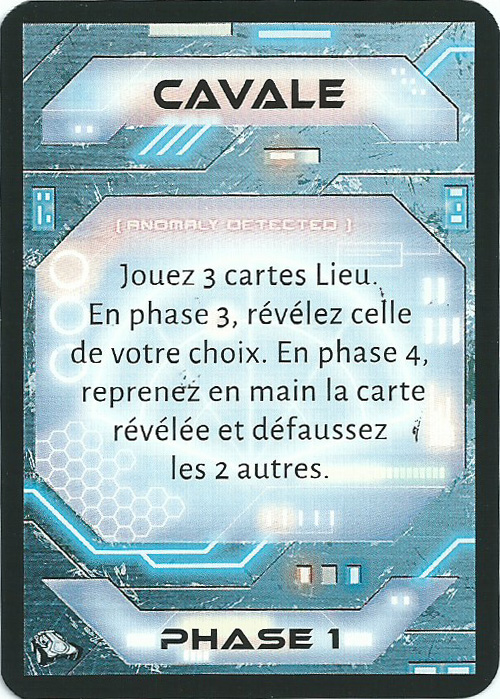 CAVALE
[ANOMALY DETECTED ]
Jouez 3 cartes Lieu.
En phase 3, révélez celle
de votre choix. En phase 4,
reprenez en main la carte
révélée et défaussez
les 2 autres.
PHASE 1